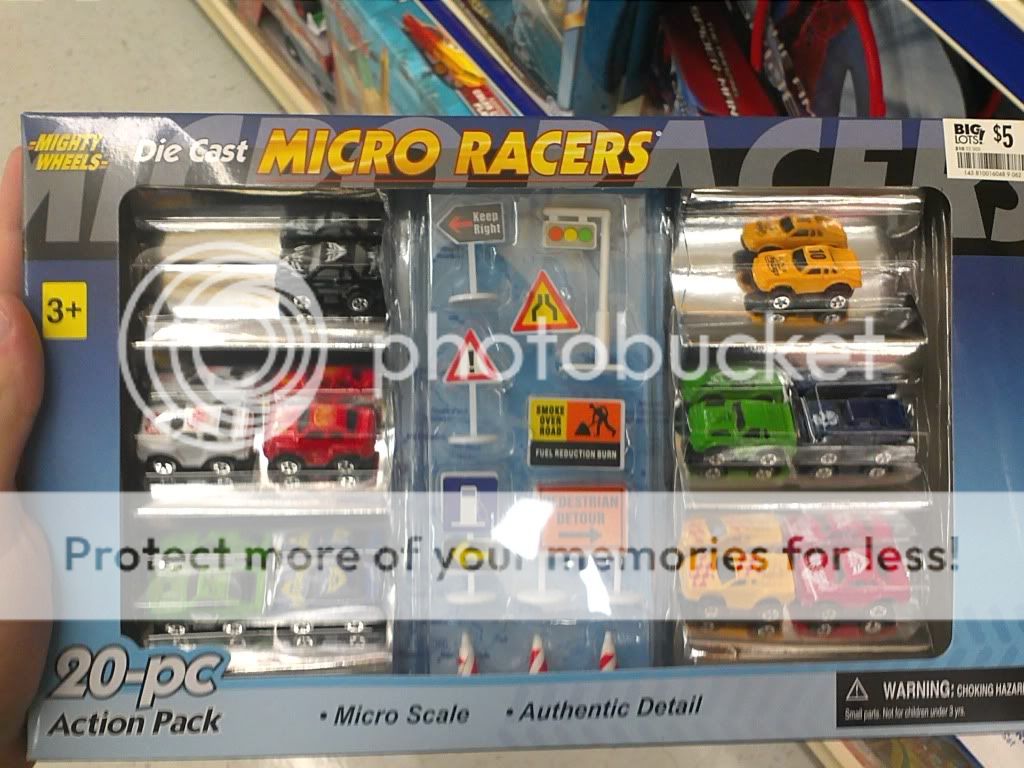 MIGHTY
WHEELS
Die Cast
MICRO RACERS
BIG
LOTS!
$5
3+
Keep
Right
photobucket
SMOKE
OVER
ROAD
FUEL REDUCTION BURN
PEDESTRIAN
DETOUR
Protect more of your memories for less!
20-pc
Action Pack
• Micro Scale • Authentic Detail
WARNING: CHOKING HAZAR
Small parts. Not for children under 3 yrs.